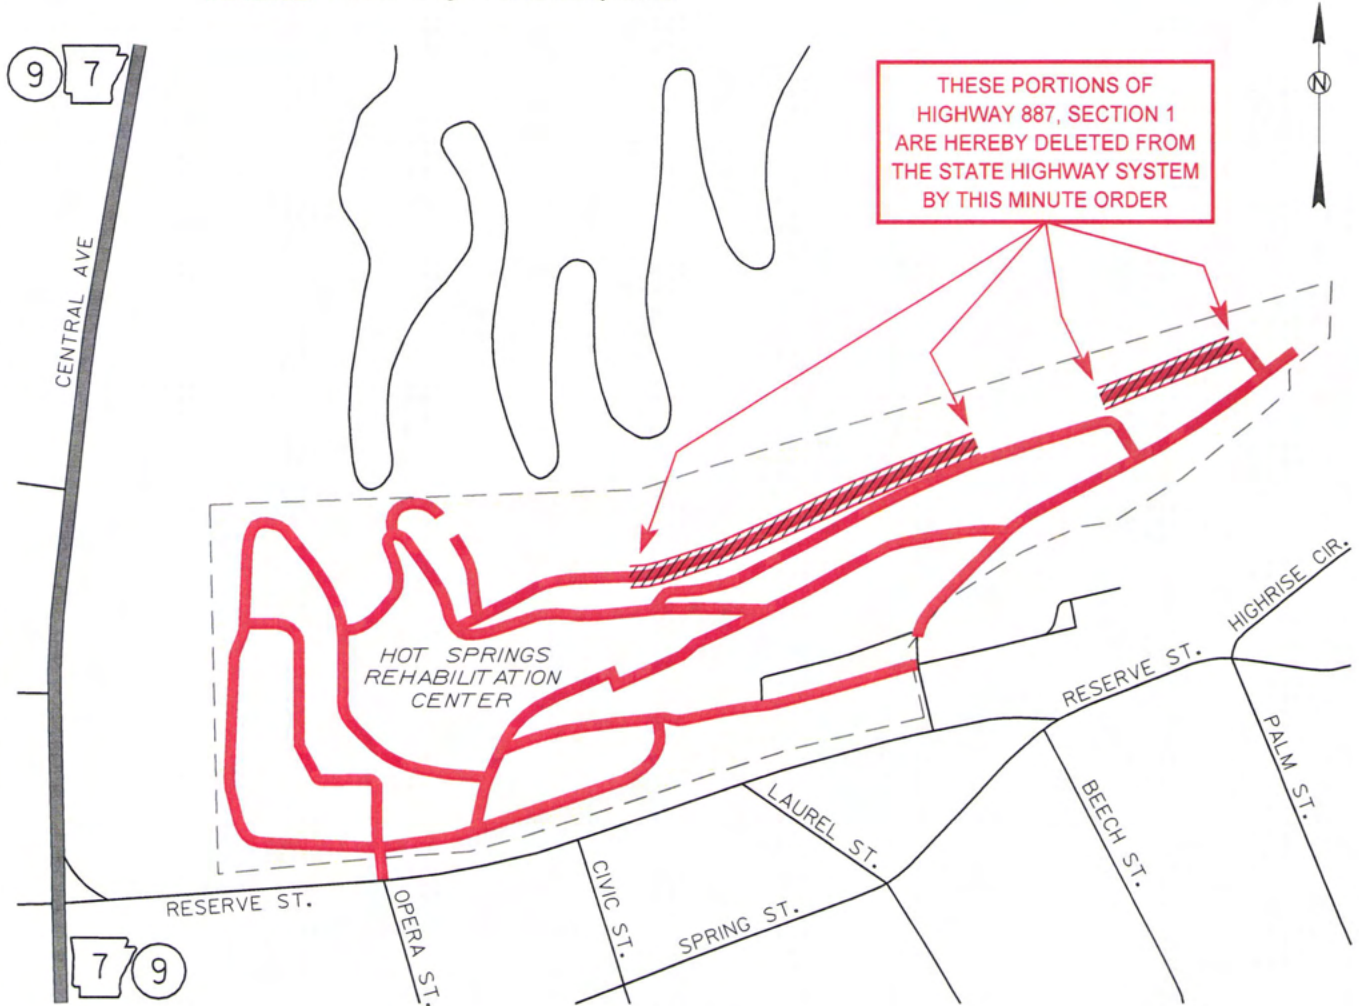 9
7
THESE PORTIONS OF
HIGHWAY 887, SECTION 1
ARE HEREBY DELETED FROM
THE STATE HIGHWAY SYSTEM
BY THIS MINUTE ORDER
N
CENTRAL AVE
HOT SPRINGS
REHABILITATION
CENTER
HIGHRISE CIR.
RESERVE ST.
PALM ST.
BEECH ST.
LAUREL ST.
CIVIC ST.
SPRING ST.
RESERVE ST.
OPERA ST.
7
9